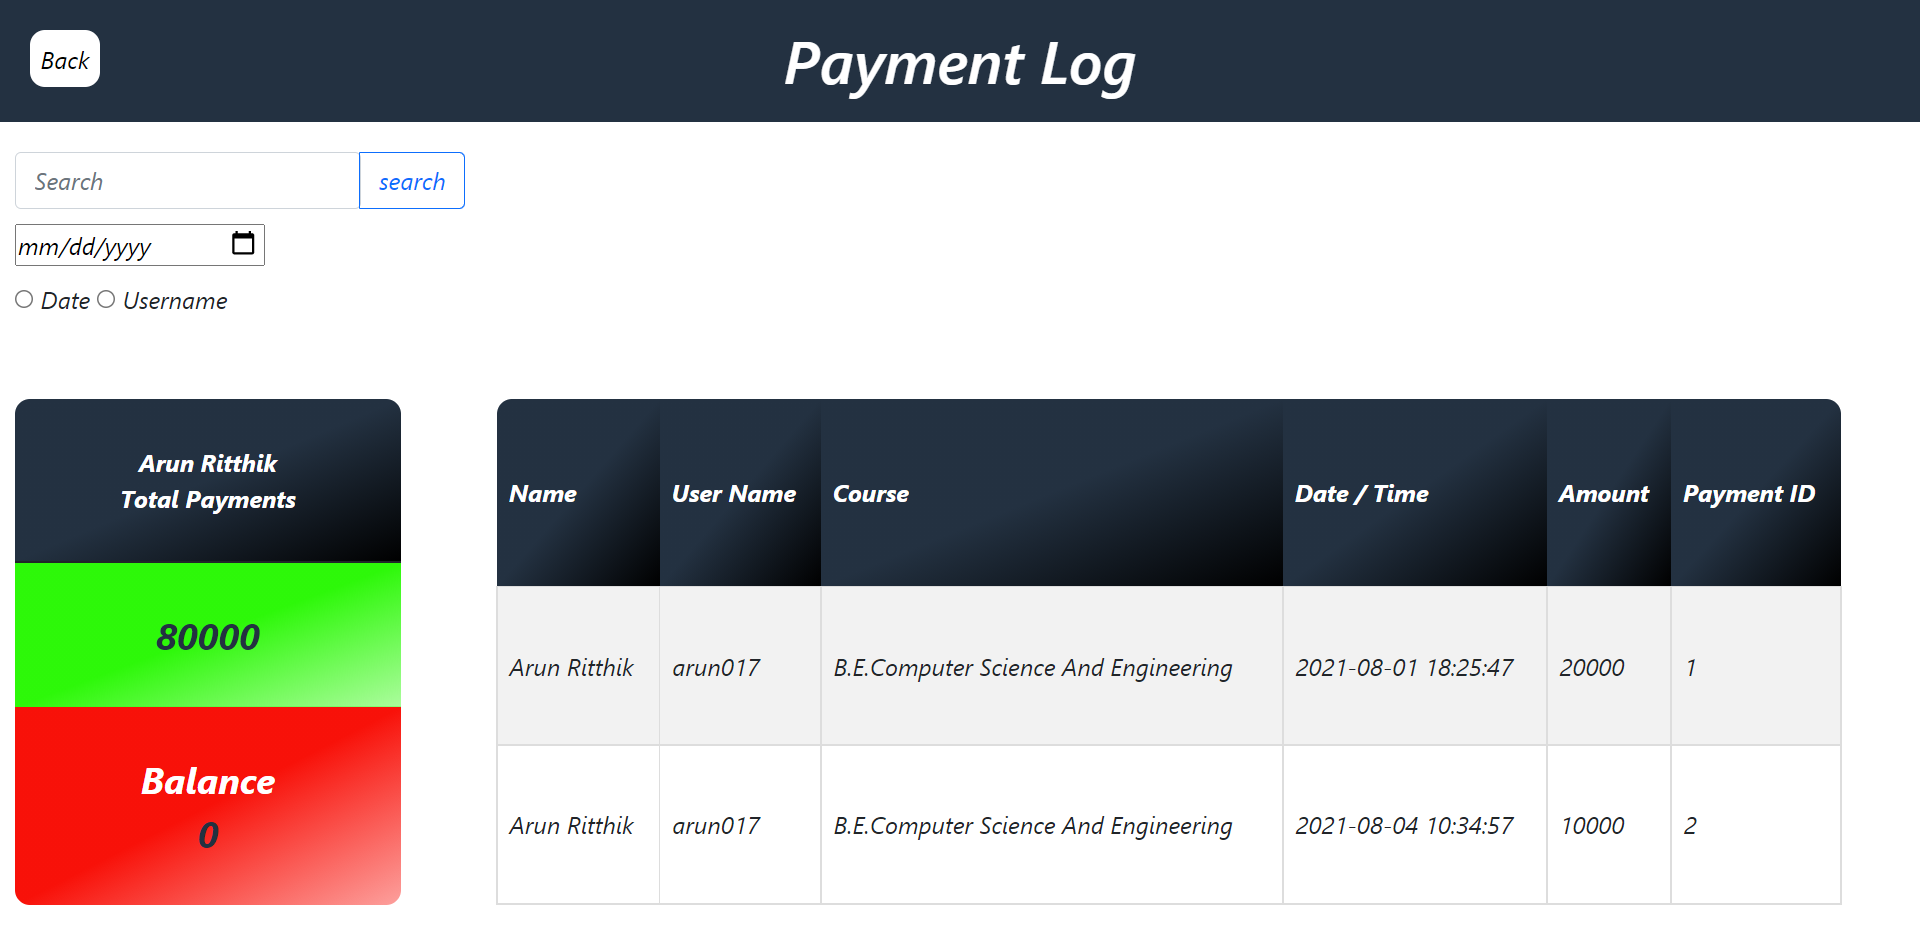 Back
Payment Log
Search
search
mm/dd/yyyy
Date Username
Arun Ritthik
Total Payments
80000
Balance
0
Name User Name Course Date / Time Amount Payment ID
Arun Ritthik arun017 B.E.Computer Science And Engineering 2021-08-01 18:25:47 20000 1
Arun Ritthik arun017 B.E.Computer Science And Engineering 2021-08-04 10:34:57 10000 2